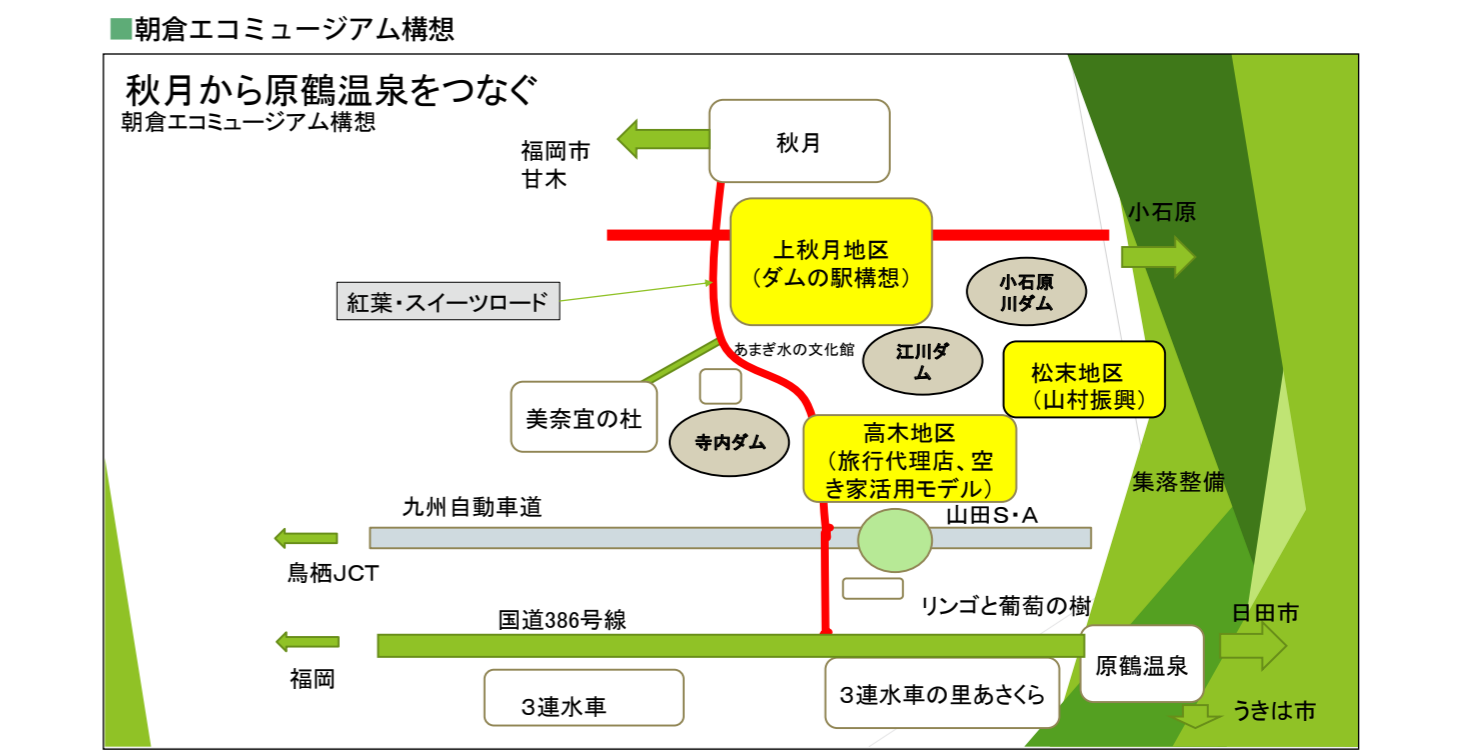 ■朝倉エコミュージアム構想
秋月から原鶴温泉をつなぐ
朝倉エコミュージアム構想
秋月
福岡市
甘木
小石原
上秋月地区
（ダムの駅構想）
小石原
川ダム
紅葉・スイーツロード
あまぎ水の文化館
江川ダ
ム
松末地区
（山村振興）
美奈宜の杜
寺内ダム
高木地区
（旅行代理店、空
き家活用モデル）
集落整備
九州自動車道
山田S・A
鳥栖JCT
リンゴと葡萄の樹
国道386号線
日田市
福岡
原鶴温泉
３連水車
３連水車の里あさくら
うきは市